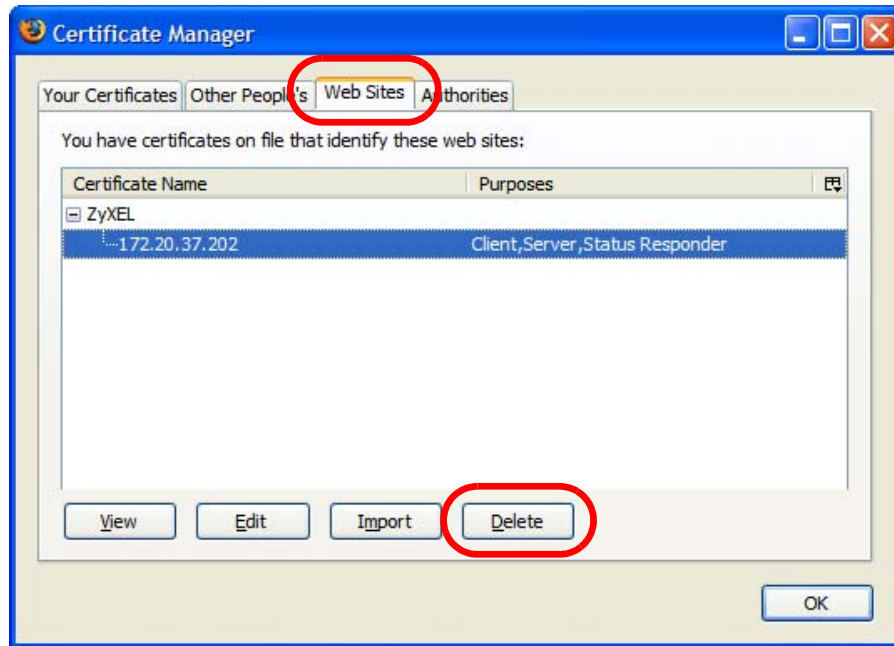 Certificate Manager
Your Certificates Other People's Web Sites Authorities
You have certificates on file that identify these web sites:
Certificate Name Purposes
ZyXEL
172.20.37.202 Client,Server,Status Responder
View Edit Import Delete
OK